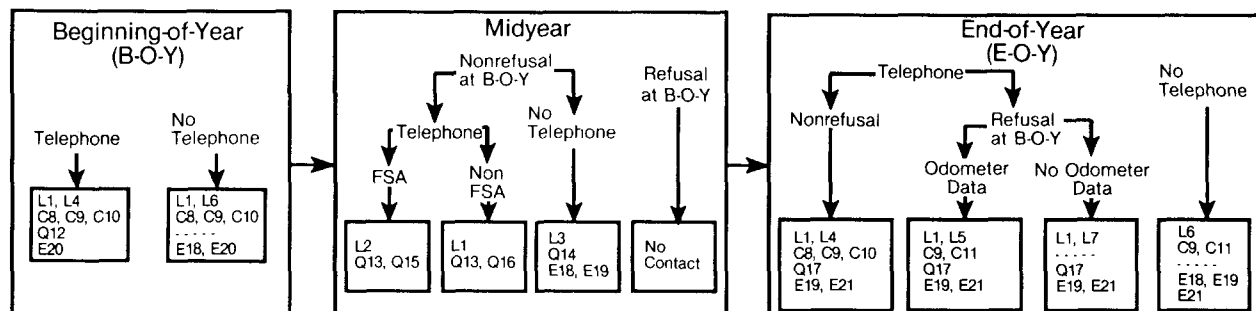 Beginning-of-Year
(B-O-Y)
Telephone
No
Telephone
L1, L4
C8, C9, C10
Q12
E20
L1, L6
C8, C9, C10
- - - - -
E18, E20
Midyear
Nonrefusal
at B-O-Y
Refusal
at B-O-Y
Telephone
No
Telephone
FSA
Non
FSA
L2
Q13, Q15
L1
Q13, Q16
L3
Q14
E18, E19
No
Contact
End-of-Year
(E-O-Y)
Telephone
No
Telephone
Nonrefusal
Refusal
at B-O-Y
Odometer
Data
No Odometer
Data
L1, L4
C8, C9, C10
Q17
E19, E21
L1, L5
C9, C11
Q17
E19, E21
L1, L7
- - - - -
Q17
E19, E21
L6
C9, C11
- - - - -
E18, E19
E21